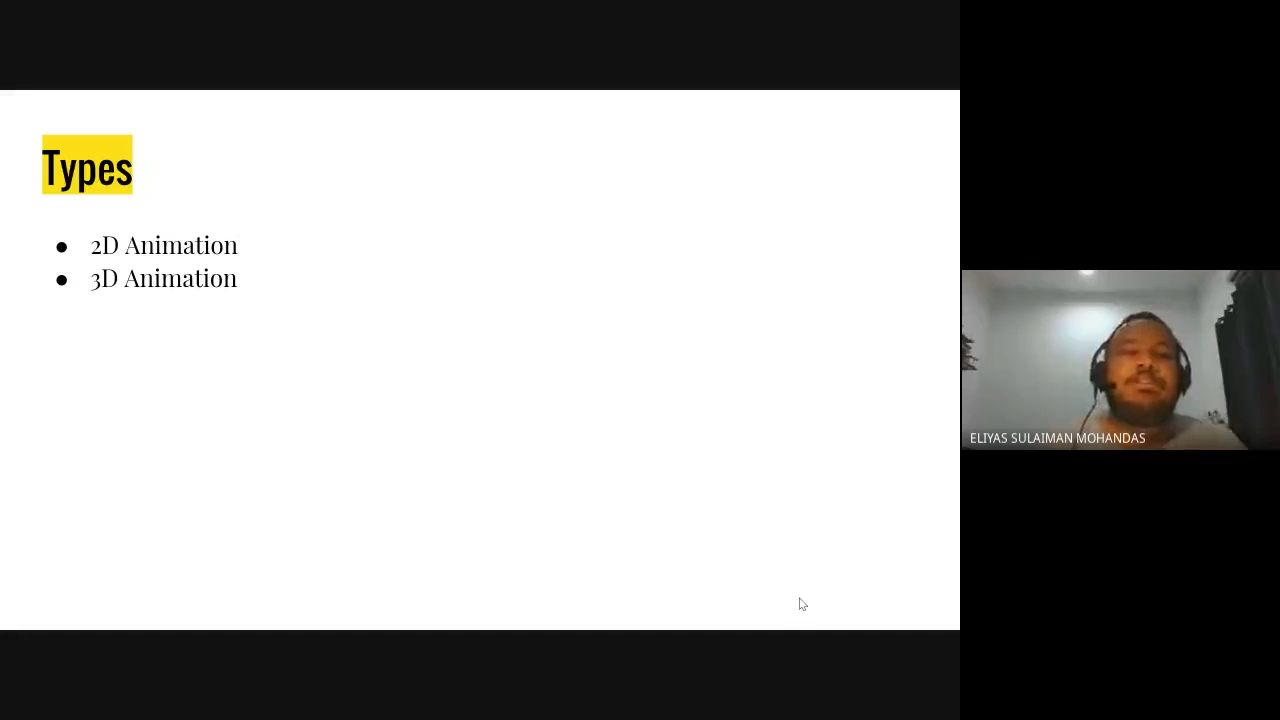 Types
● 2D Animation
● 3D Animation
ELIYAS SULAIMAN MOHANDAS